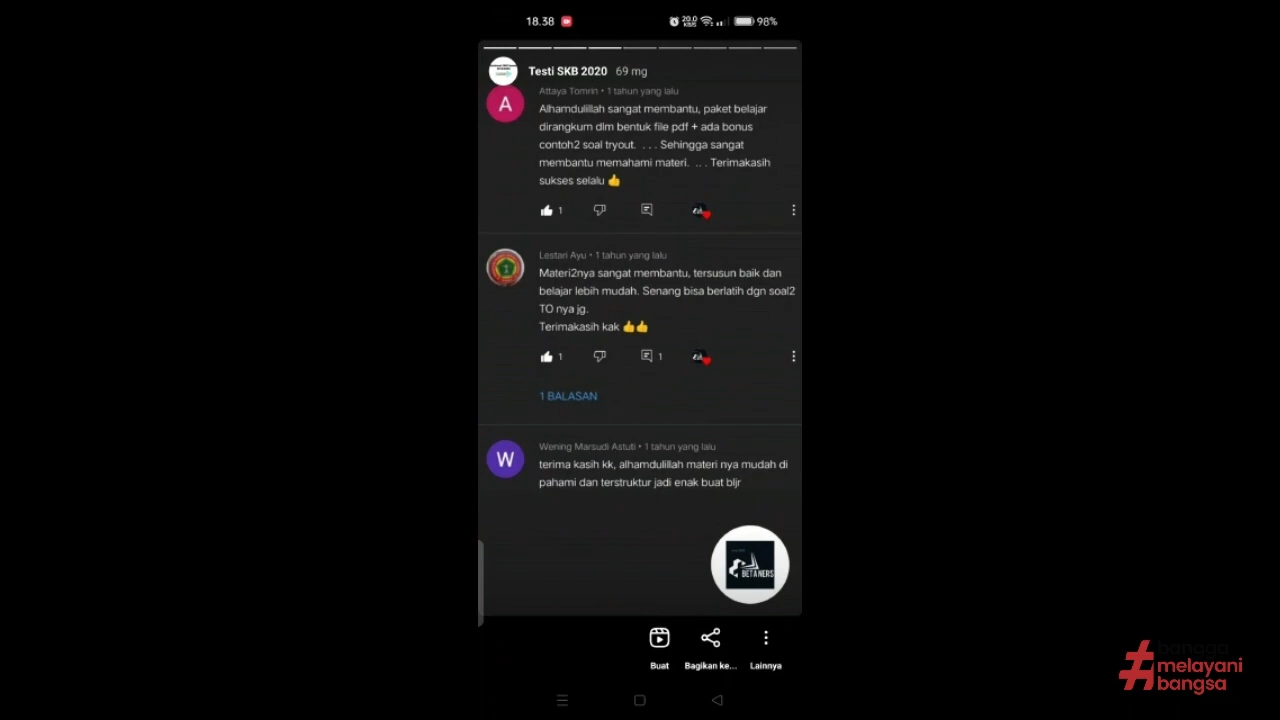 18.38
20.0
KB/S
98%
Testi SKB 2020 69 mg
Attaya Tomrin • 1 tahun yang lalu
A
Alhamdulillah sangat membantu, paket belajar
dirangkum dlm bentuk file pdf + ada bonus
contoh2 soal tryout. . . . Sehingga sangat
membantu memahami materi. .. . Terimakasih
sukses selalu 👍
1
Lestari Ayu • 1 tahun yang lalu
Materi2nya sangat membantu, tersusun baik dan
belajar lebih mudah. Senang bisa berlatih dgn soal2
TO nya jg.
Terimakasih kak 👍👍
1 1
1 BALASAN
Wening Marsudi Astuti • 1 tahun yang lalu
W
terima kasih kk, alhamdulillah materi nya mudah di
pahami dan terstruktur jadi enak buat bljr
BETANERS
Buat Bagikan ke... Lainnya
#bangga
melayani
bangsa